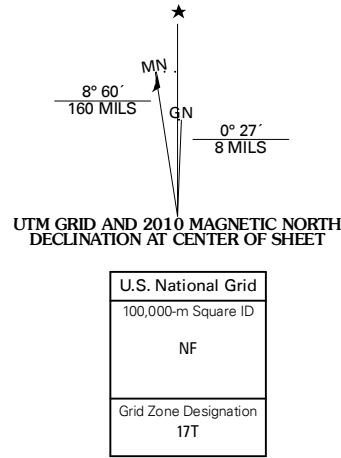 ★
MN
8° 60´
160 MILS
GN
0° 27´
8 MILS
UTM GRID AND 2010 MAGNETIC NORTH
DECLINATION AT CENTER OF SHEET
U.S. National Grid
100,000-m Square ID
NF
Grid Zone Designation
17T